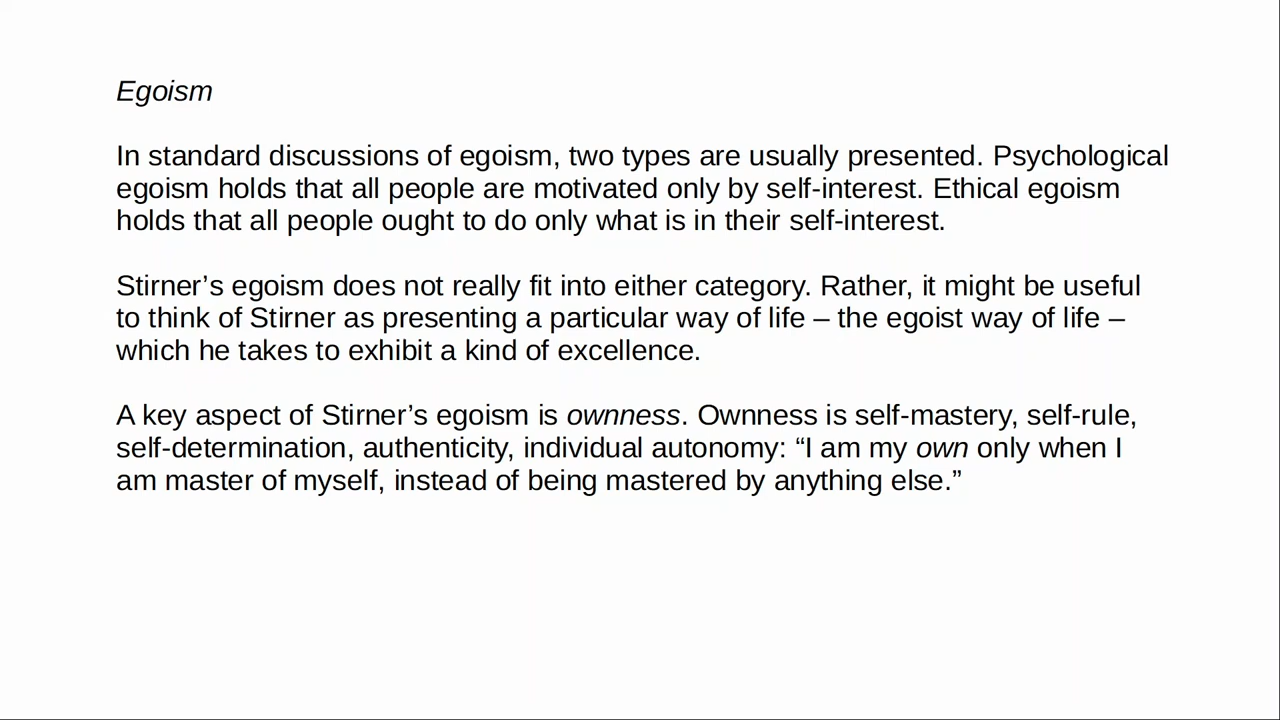 Egoism
In standard discussions of egoism, two types are usually presented. Psychological
egoism holds that all people are motivated only by self-interest. Ethical egoism
holds that all people ought to do only what is in their self-interest.
Stirner’s egoism does not really fit into either category. Rather, it might be useful
to think of Stirner as presenting a particular way of life – the egoist way of life –
which he takes to exhibit a kind of excellence.
A key aspect of Stirner’s egoism is ownness. Ownness is self-mastery, self-rule,
self-determination, authenticity, individual autonomy: “I am my own only when I
am master of myself, instead of being mastered by anything else.”